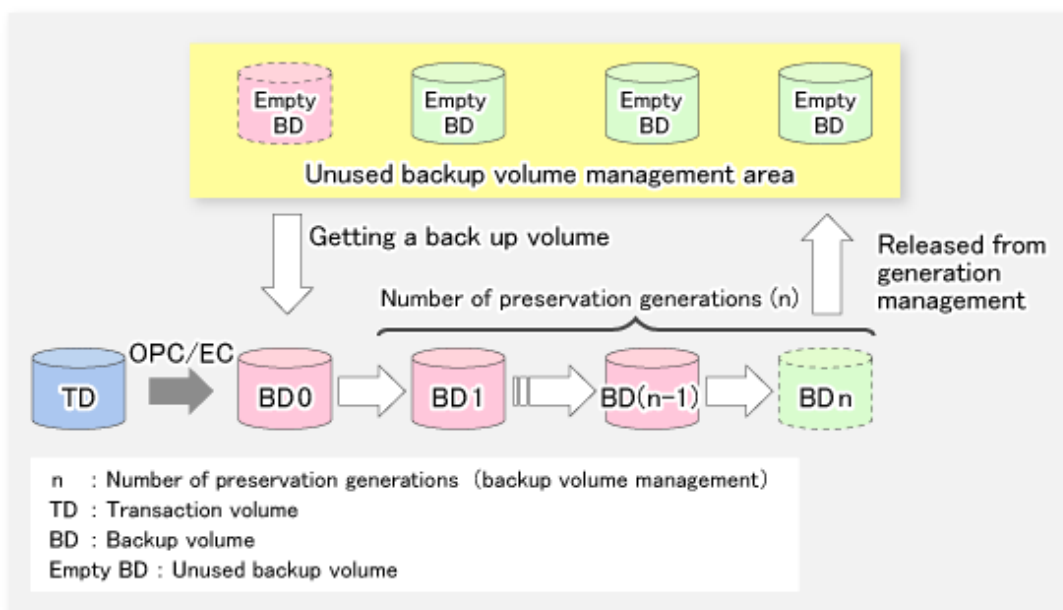 Empty
BD
Empty
BD
Empty
BD
Empty
BD
Unused backup volume management area
Getting a back up volume
Released from
generation
management
Number of preservation generations (n)
OPC/EC
TD
BD0
BD1
BD(n-1)
BDn
n : Number of preservation generations (backup volume management)
TD : Transaction volume
BD : Backup volume
Empty BD : Unused backup volume